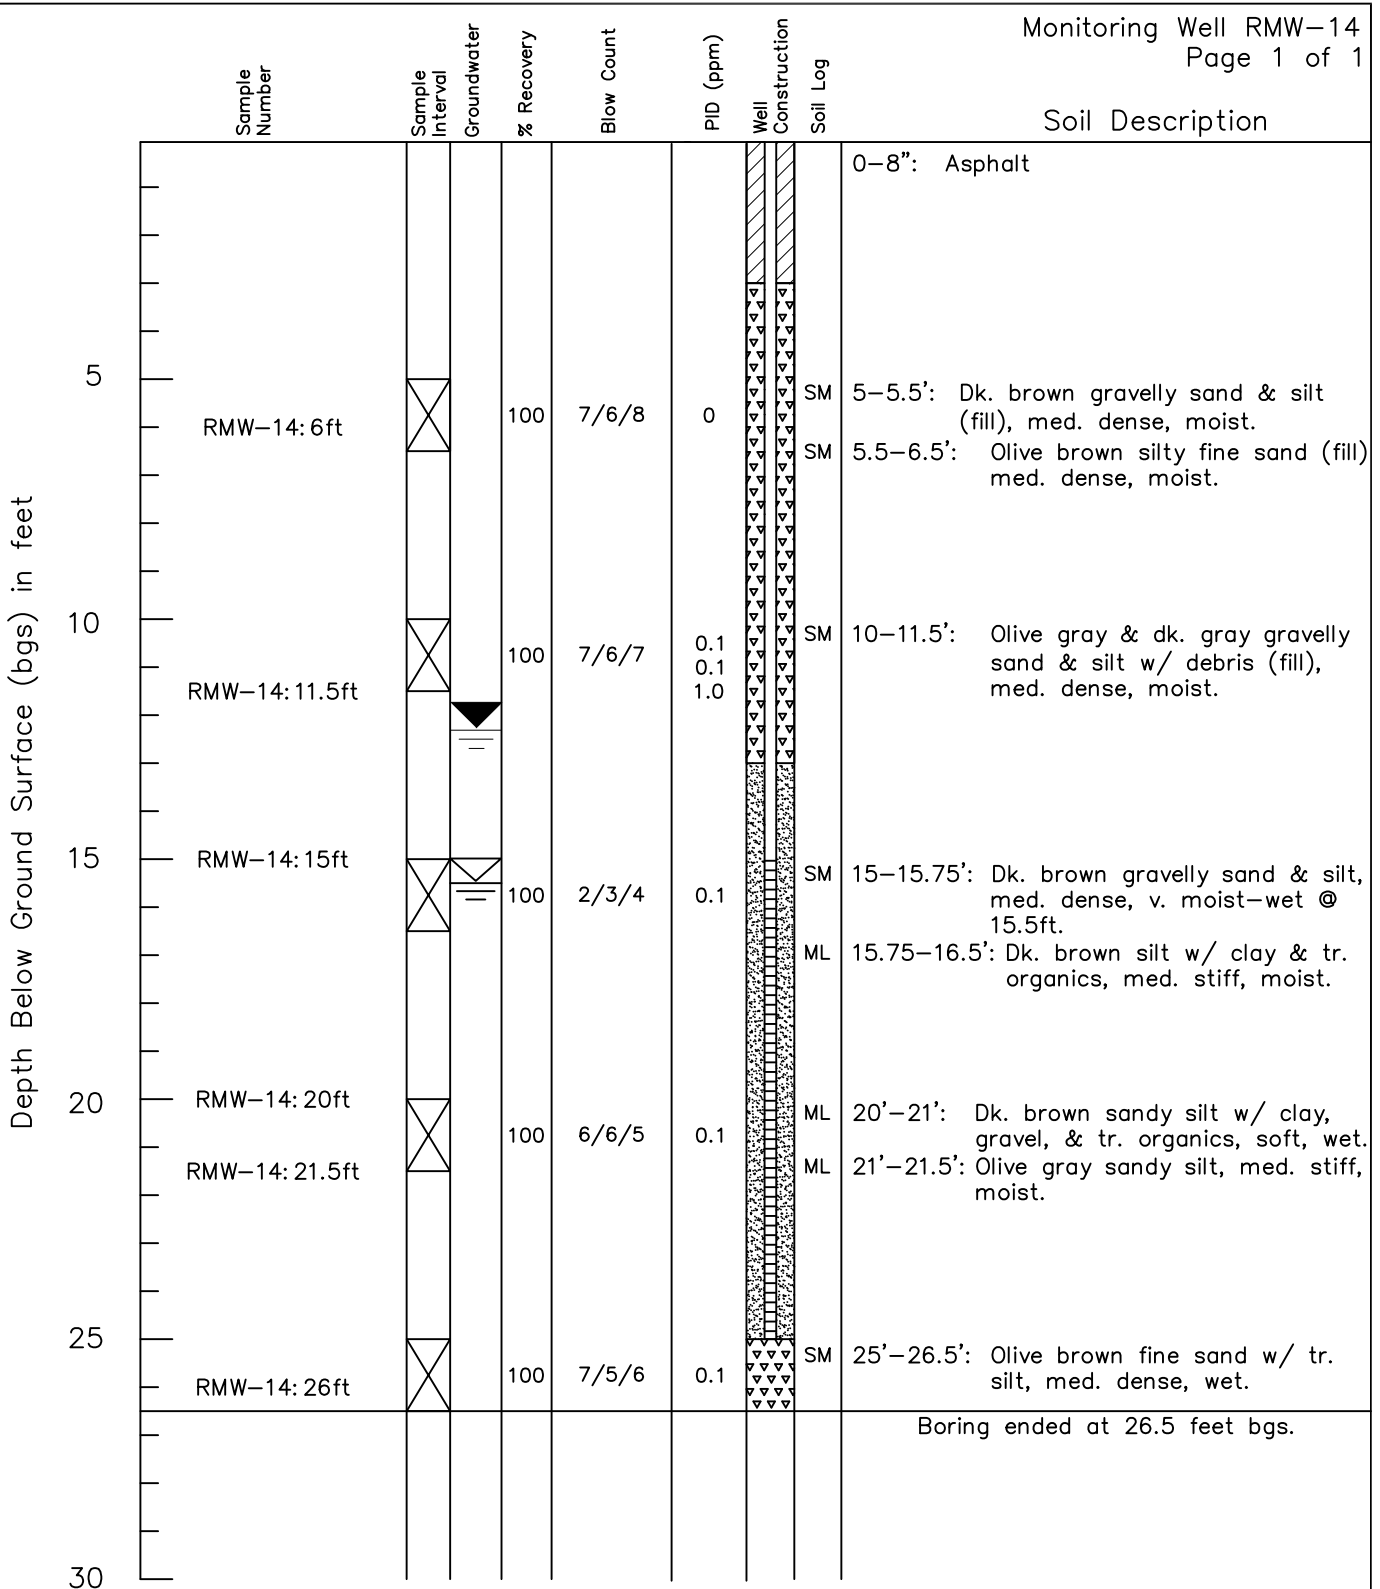 Monitoring Well RMW-14
Page 1 of 1
Sample
Number
Sample
Interval
Groundwater
% Recovery
Blow Count
PID (ppm)
Well
Construction
Soil Log
Soil Description
Depth Below Ground Surface (bgs) in feet
0-8": Asphalt
5
RMW-14:6ft
100
7/6/8
0
SM
5-5.5': Dk. brown gravelly sand & silt
(fill), med. dense, moist.
SM
5.5-6.5': Olive brown silty fine sand (fill)
med. dense, moist.
10
RMW-14:11.5ft
100
7/6/7
0.1
0.1
1.0
SM
10-11.5': Olive gray & dk. gray gravelly
sand & silt w/ debris (fill),
med. dense, moist.
15
RMW-14:15ft
100
2/3/4
0.1
SM
15-15.75': Dk. brown gravelly sand & silt,
med. dense, v. moist-wet @
15.5ft.
ML
15.75-16.5': Dk. brown silt w/ clay & tr.
organics, med. stiff, moist.
20
RMW-14:20ft
RMW-14:21.5ft
100
6/6/5
0.1
ML
20'-21': Dk. brown sandy silt w/ clay,
gravel, & tr. organics, soft, wet.
ML
21'-21.5': Olive gray sandy silt, med. stiff,
moist.
25
RMW-14:26ft
100
7/5/6
0.1
SM
25'-26.5': Olive brown fine sand w/ tr.
silt, med. dense, wet.
Boring ended at 26.5 feet bgs.
30